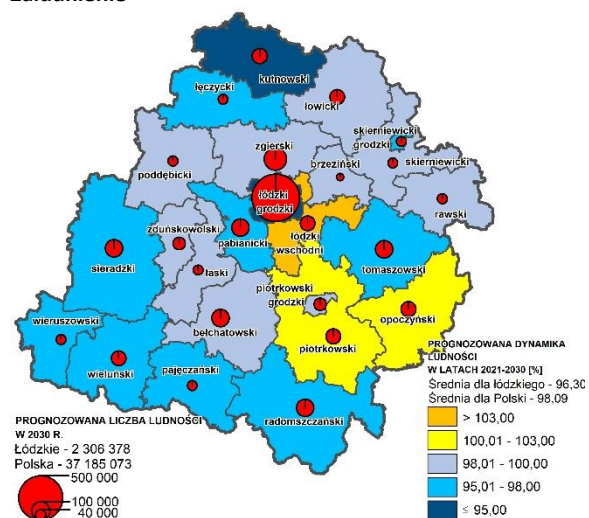 Zaludnienie
kutnowski
łęczycki
łowicki
skierniewicki
grodzki
zgierski
brzeziński
skierniewicki
poddębicki
rawski
łódzki
grodzki
zduńskowolski
pabianicki
łódzki
wschodni
sieradzki
łaski
tomaszowski
piotrkowski
grodzki
opoczyński
wieruszowski
bełchatowski
piotrkowski
wieluński
pajęczański
radomszczański
PROGNOZOWANA LICZBA LUDNOŚCI
W 2030 R.
Łódzkie - 2 306 378
Polska - 37 185 073
500 000
100 000
40 000
PROGNOZOWANA DYNAMIKA
LUDNOŚCI
W LATACH 2021-2030 [%]
Średnia dla łódzkiego - 96,30
Średnia dla Polski - 98,09
> 103,00
100,01 - 103,00
98,01 - 100,00
95,01 - 98,00
≤ 95,00